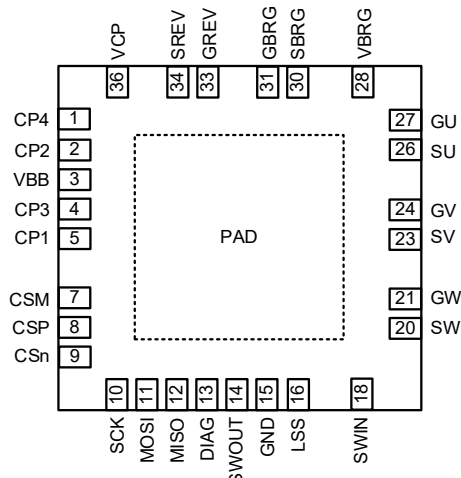 VCP
SREV
GREV
GBRG
SBRG
VBRG
36
34
33
31
30
28
CP4 1
CP2 2
VBB 3
CP3 4
CP1 5
CSM 7
CSP 8
CSn 9
PAD
27 GU
26 SU
24 GV
23 SV
21 GW
20 SW
10
11
12
13
14
15
16
18
SCK
MOSI
MISO
DIAG
SWOUT
GND
LSS
SWIN